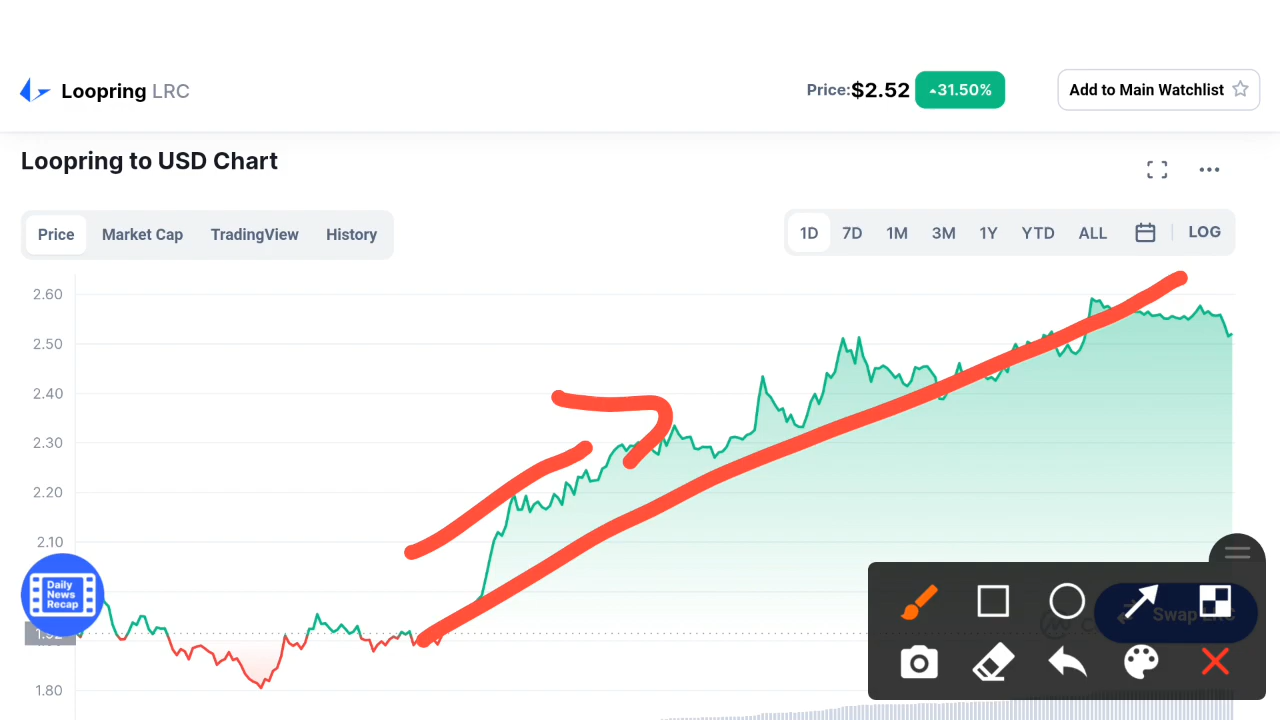 Loopring LRC
Price:$2.52 31.50%
Add to Main Watchlist
Loopring to USD Chart
Price Market Cap TradingView History
1D 7D 1M 3M 1Y YTD ALL LOG
2.60
2.50
2.40
2.30
2.20
2.10
Daily
News
Recap
Swap LRC
1.80